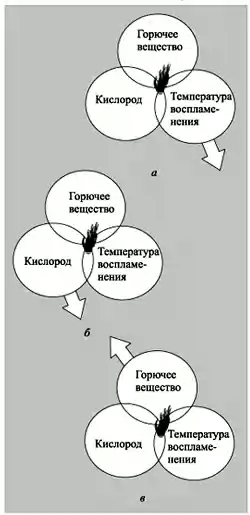 Горючее
вещество
Кислород
Температура
воспламе-
нения
а
Горючее
вещество
Кислород
Температура
воспламе-
нения
б
Горючее
вещество
Кислород
Температура
воспламе-
нения
в